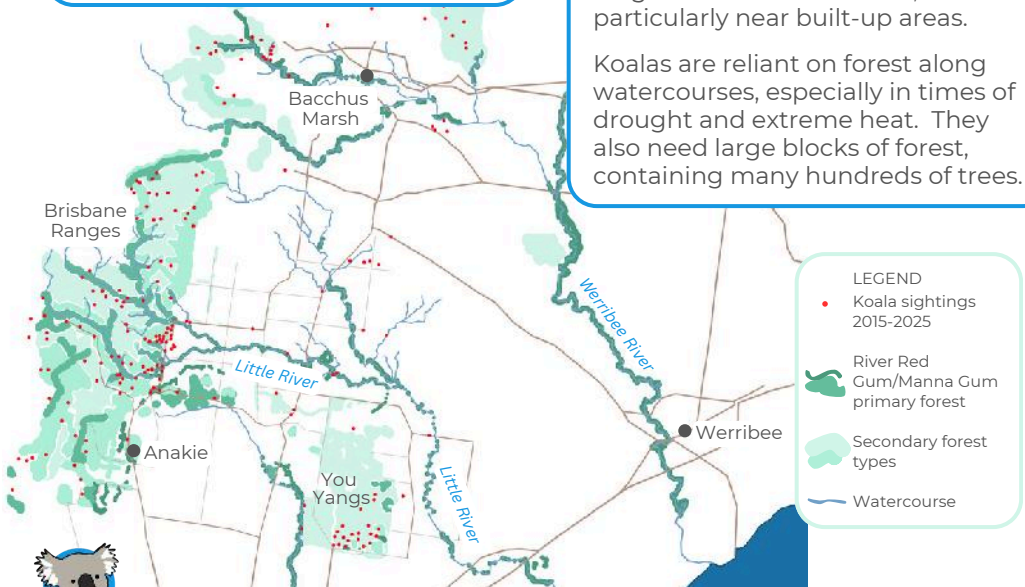 particularly near built-up areas.
Koalas are reliant on forest along
watercourses, especially in times of
drought and extreme heat. They
also need large blocks of forest,
containing many hundreds of trees.
Bacchus
Marsh
Brisbane
Ranges
Werribee River
Little River
Anakie
You
Yangs
Little River
Werribee
LEGEND
Koala sightings
2015-2025
River Red
Gum/Manna Gum
primary forest
Secondary forest
types
Watercourse